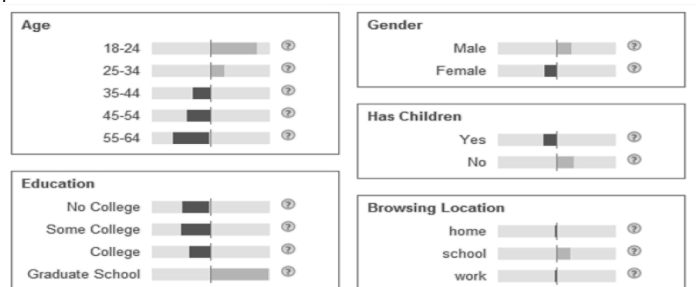 Age
18-24 ?
25-34 ?
35-44 ?
45-54 ?
55-64 ?
Education
No College ?
Some College ?
College ?
Graduate School ?
Gender
Male ?
Female ?
Has Children
Yes ?
No ?
Browsing Location
home ?
school ?
work ?